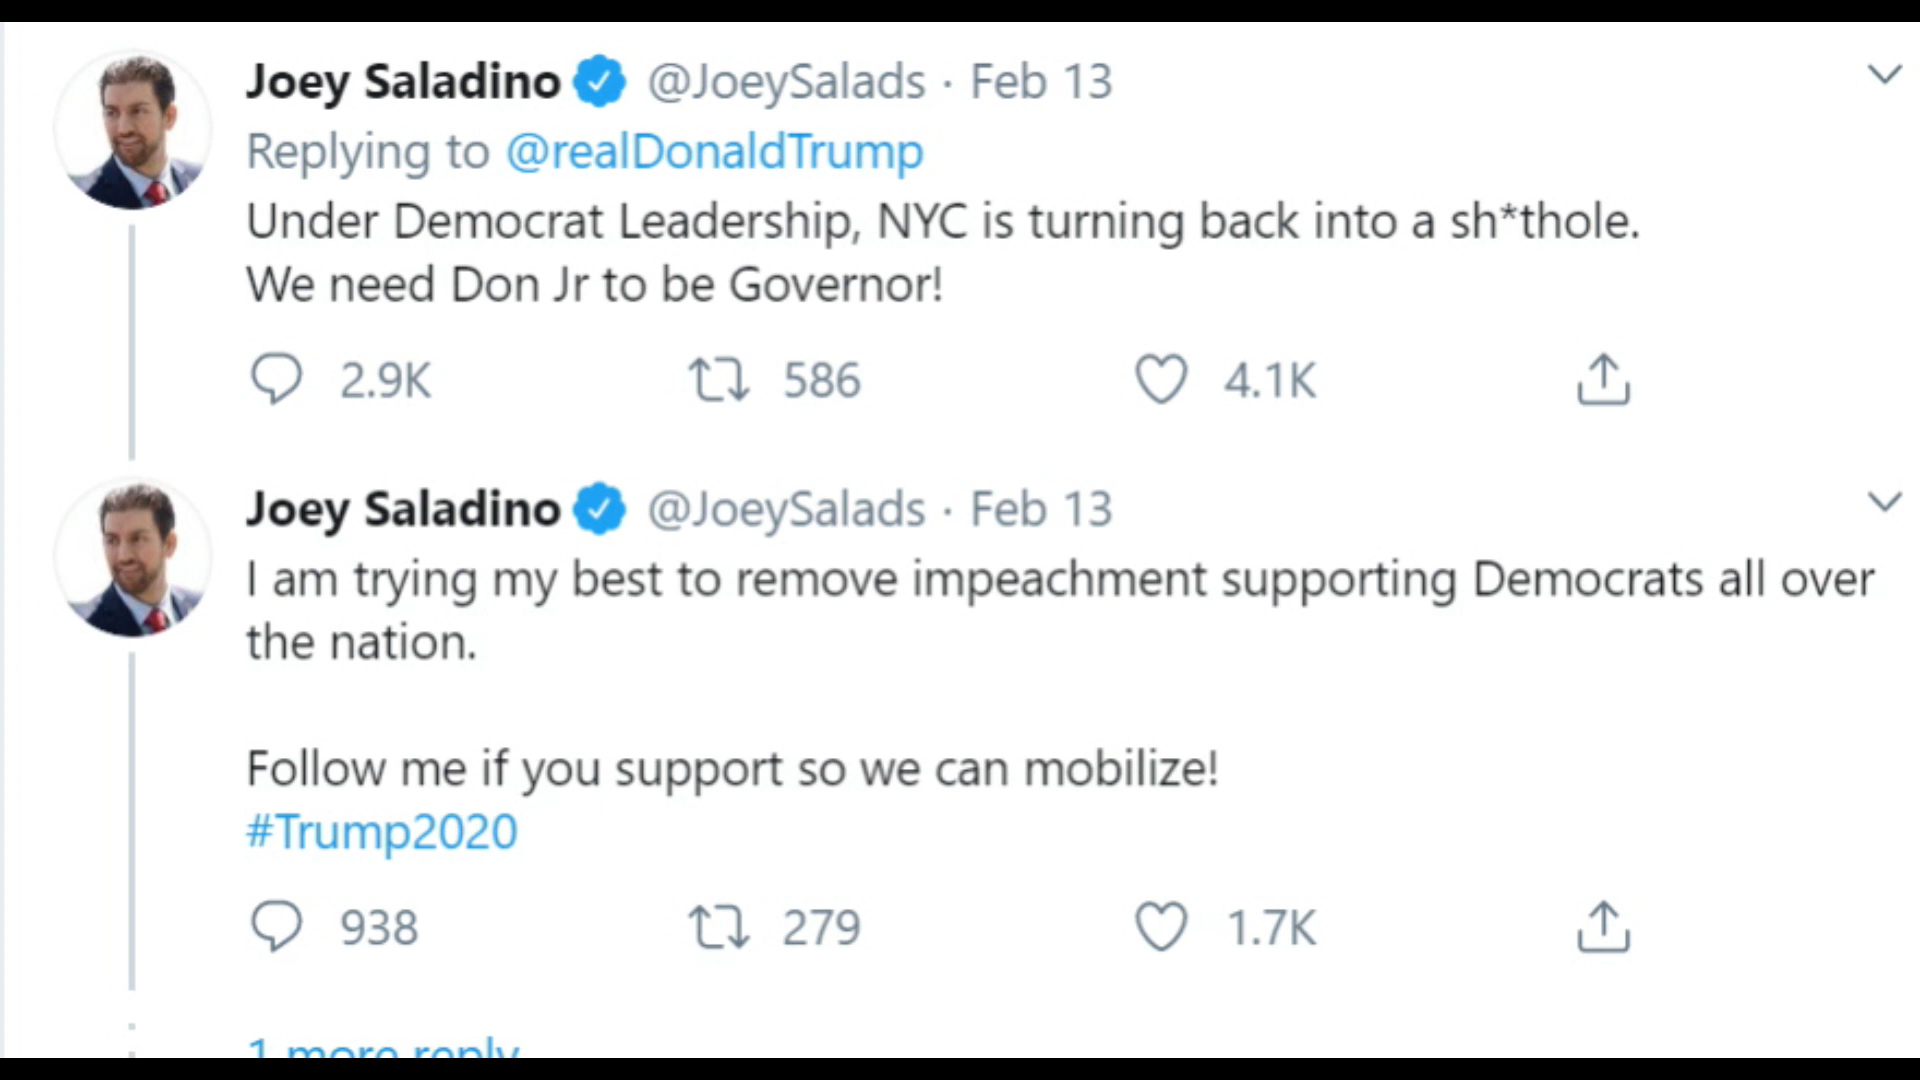 Joey Saladino @JoeySalads · Feb 13
Replying to @realDonaldTrump
Under Democrat Leadership, NYC is turning back into a sh*thole.
We need Don Jr to be Governor!
2.9K 586 4.1K
Joey Saladino @JoeySalads · Feb 13
I am trying my best to remove impeachment supporting Democrats all over
the nation.
Follow me if you support so we can mobilize!
#Trump2020
938 279 1.7K
1 more reply